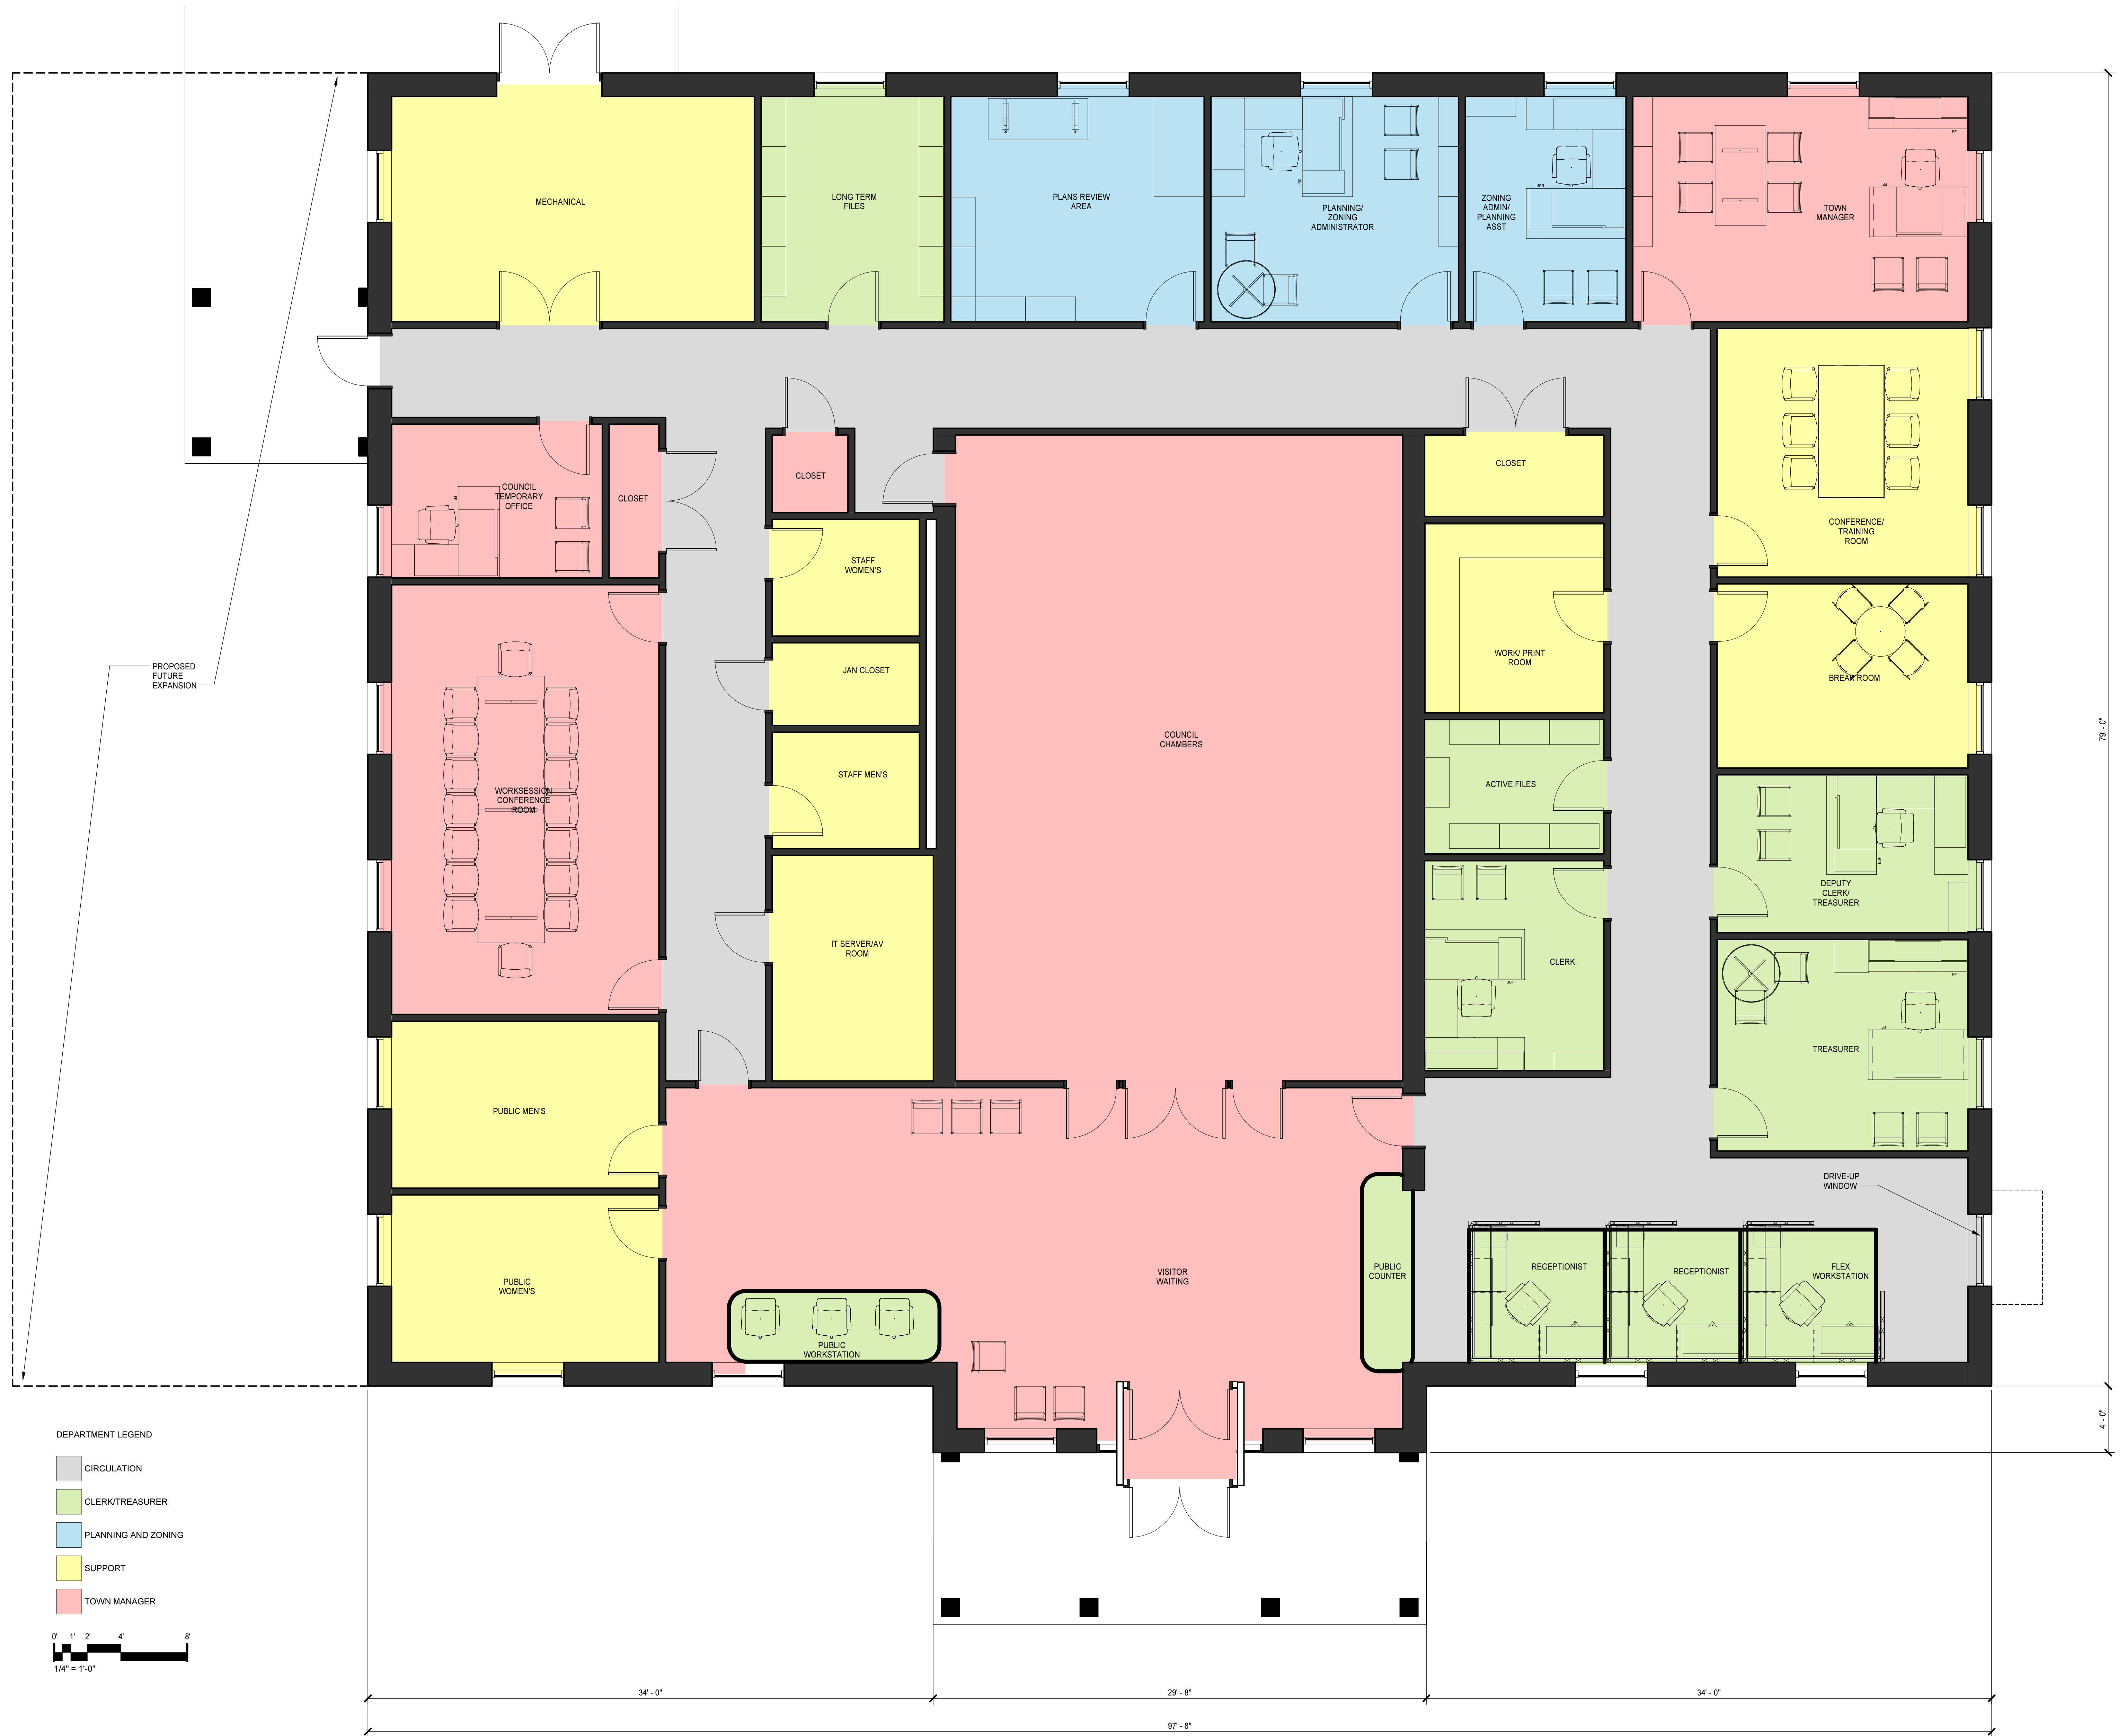 MECHANICAL
LONG TERM
FILES
PLANS REVIEW
AREA
PLANNING/
ZONING
ADMINISTRATOR
ZONING
ADMIN/
PLANNING
ASST
TOWN
MANAGER
COUNCIL
TEMPORARY
OFFICE
CLOSET
CLOSET
CLOSET
CONFERENCE/
TRAINING
ROOM
STAFF
WOMEN'S
JAN CLOSET
STAFF MEN'S
WORK/ PRINT
ROOM
BREAK ROOM
PROPOSED
FUTURE
EXPANSION
COUNCIL
CHAMBERS
79' - 0"
WORKSESSION
CONFERENCE
ROOM
ACTIVE FILES
DEPUTY
CLERK/
TREASURER
IT SERVER/AV
ROOM
CLERK
TREASURER
PUBLIC MEN'S
DRIVE-UP
WINDOW
PUBLIC
WOMEN'S
VISITOR
WAITING
PUBLIC
COUNTER
RECEPTIONIST
RECEPTIONIST
FLEX
WORKSTATION
PUBLIC
WORKSTATION
4' - 0"
DEPARTMENT LEGEND
CIRCULATION
CLERK/TREASURER
PLANNING AND ZONING
SUPPORT
TOWN MANAGER
0' 1' 2' 4' 8'
1/4" = 1'-0"
34' - 0"
29' - 8"
34' - 0"
97' - 8"